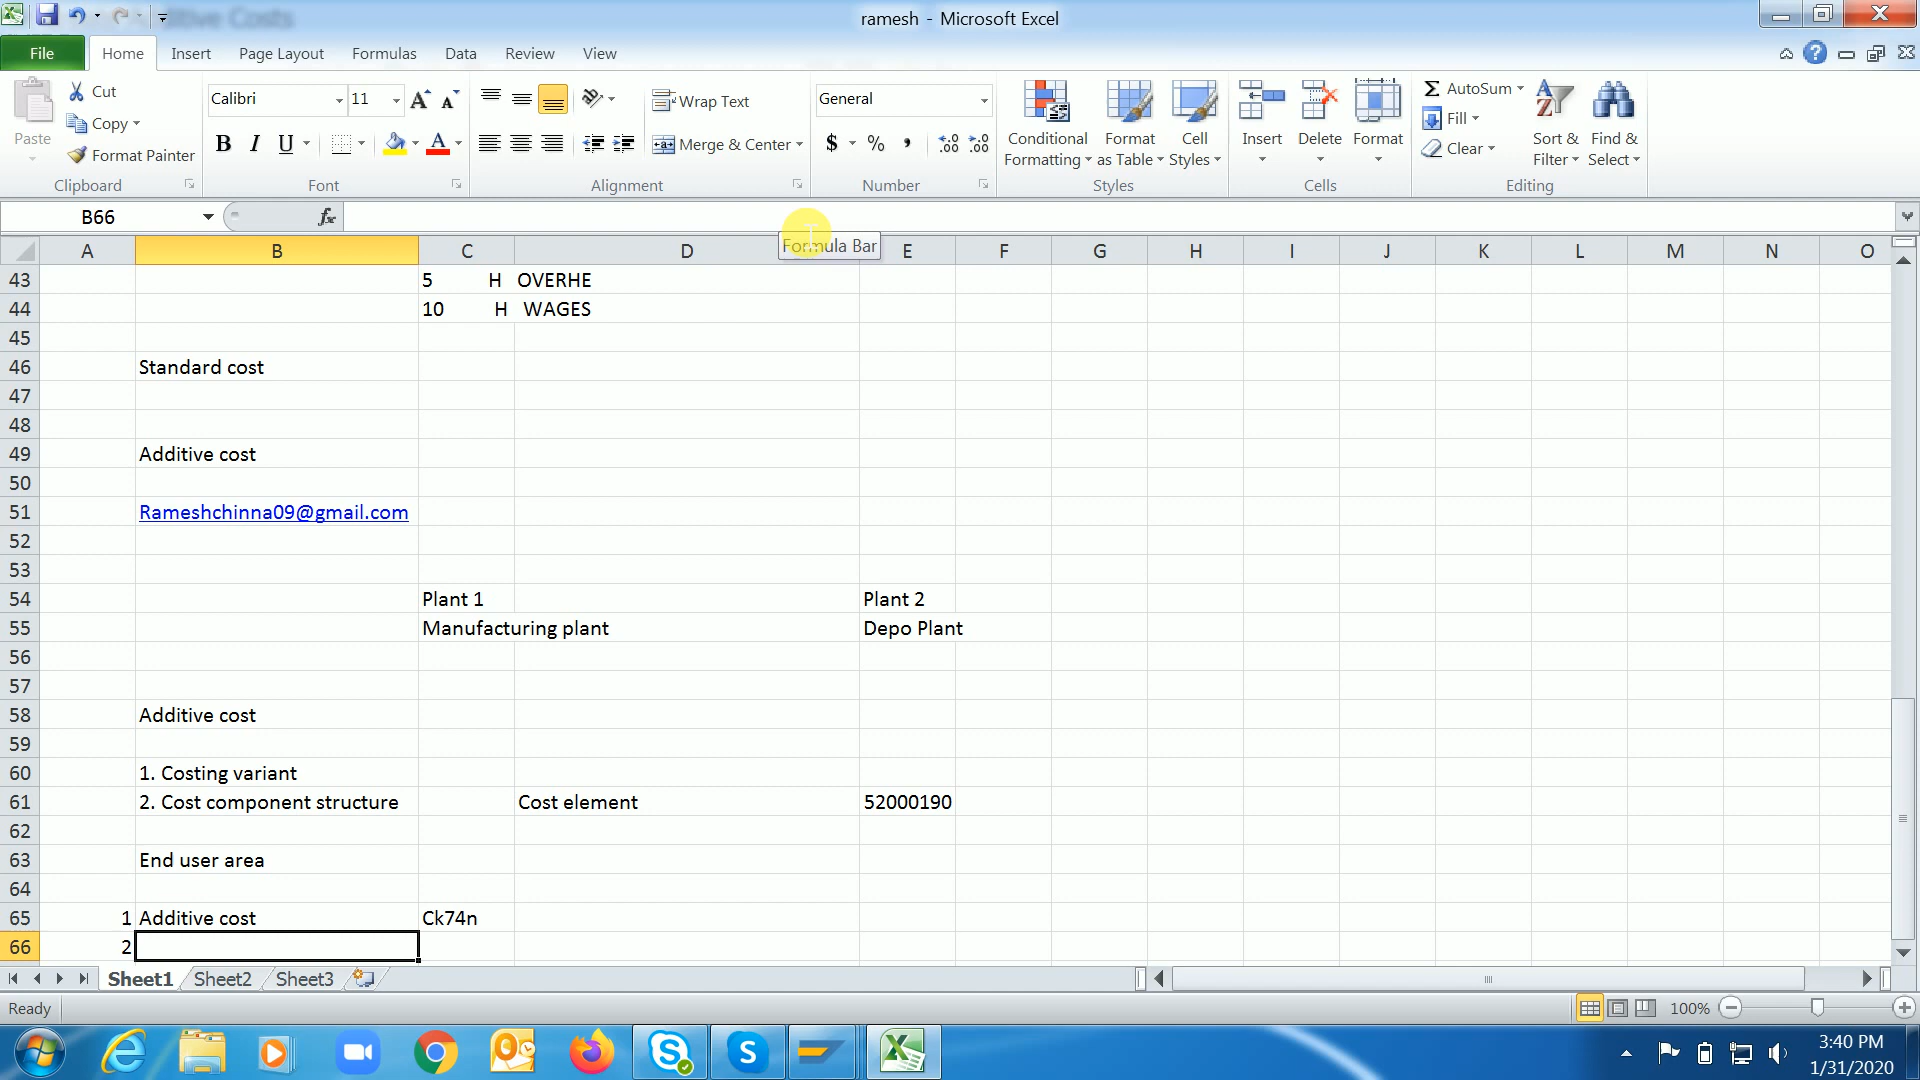 itive Costs
ramesh - Microsoft Excel
File Home Insert Page Layout Formulas Data Review View
Paste
Cut
Copy
Format Painter
Clipboard
Calibri 11
B I U
Font
Wrap Text
Merge & Center
Alignment
General
$ % ,
Number
Conditional Formatting
Format as Table
Cell Styles
Styles
Insert
Delete
Format
Cells
AutoSum
Fill
Clear
Sort & Filter
Find & Select
Editing
B66
fx
Formula Bar
A B C D E F G H I J K L M N O
43 5 H OVERHE
44 10 H WAGES
45
46 Standard cost
47
48
49 Additive cost
50
51 Rameshchinna09@gmail.com
52
53
54 Plant 1 Plant 2
55 Manufacturing plant Depo Plant
56
57
58 Additive cost
59
60 1. Costing variant
61 2. Cost component structure Cost element 52000190
62
63 End user area
64
65 1 Additive cost Ck74n
66 2
Sheet1 Sheet2 Sheet3
Ready
100%
3:40 PM
1/31/2020